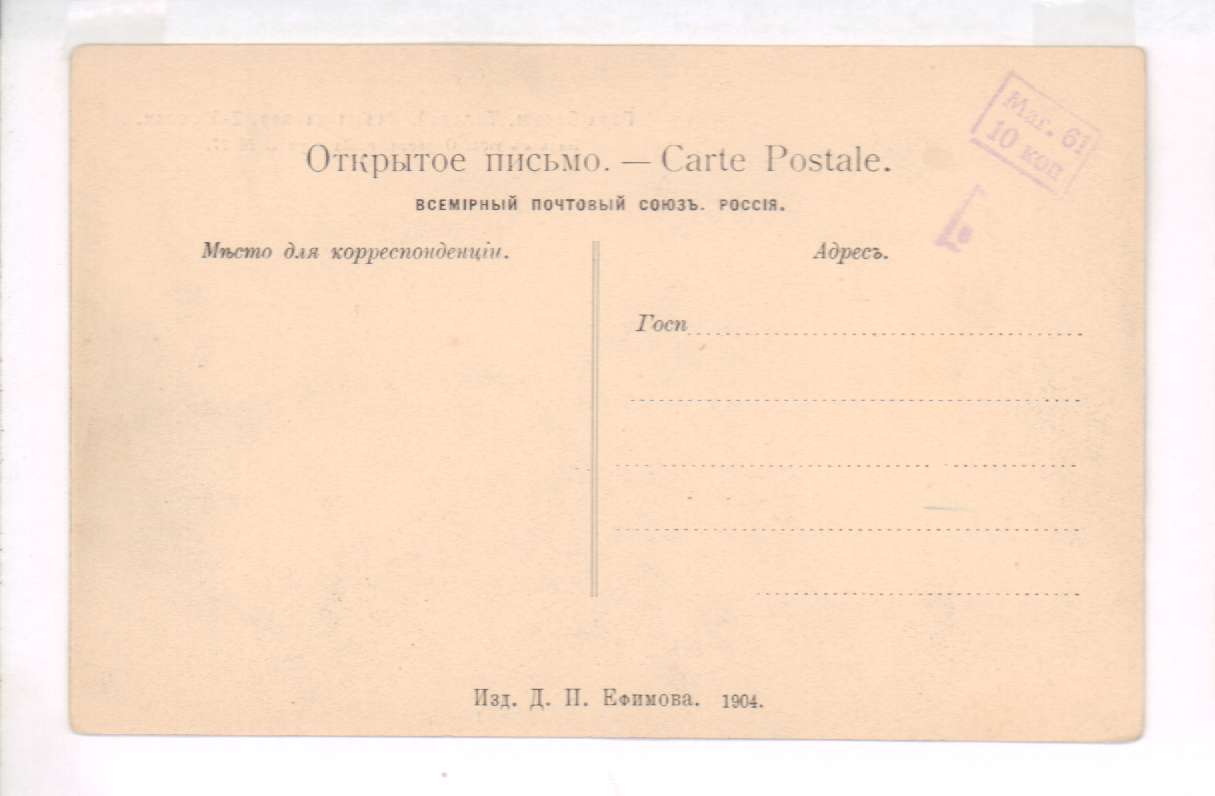 Маг. 61
10 коп
Открытое письмо. — Carte Postale.
ВСЕМІРНЫЙ ПОЧТОВЫЙ СОЮЗЪ. РОССІЯ.
Мѣсто для корреспонденціи.
Адресъ.
Госп
Изд. Д. П. Ефимова. 1904.